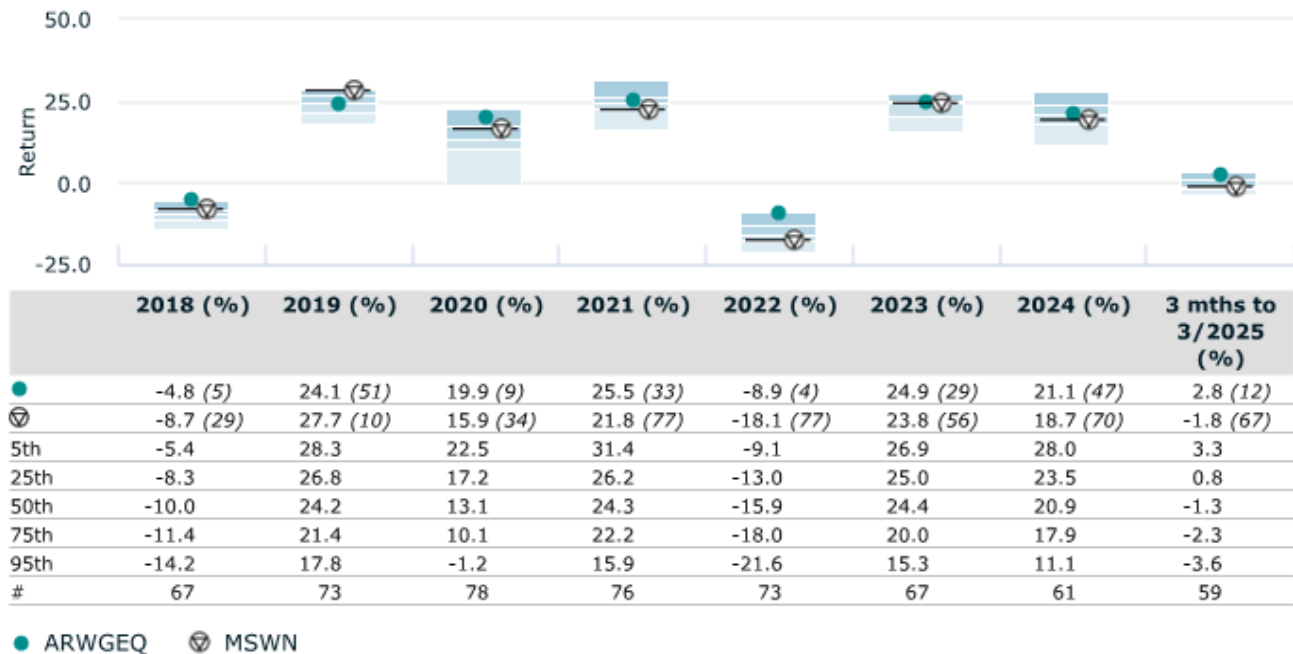 50.0
25.0
Return
0.0
-25.0
2018 (%) 2019 (%) 2020 (%) 2021 (%) 2022 (%) 2023 (%) 2024 (%) 3 mths to
3/2025
(%)
-4.8 (5) 24.1 (51) 19.9 (9) 25.5 (33) -8.9 (4) 24.9 (29) 21.1 (47) 2.8 (12)
-8.7 (29) 27.7 (10) 15.9 (34) 21.8 (77) -18.1 (77) 23.8 (56) 18.7 (70) -1.8 (67)
5th -5.4 28.3 22.5 31.4 -9.1 26.9 28.0 3.3
25th -8.3 26.8 17.2 26.2 -13.0 25.0 23.5 0.8
50th -10.0 24.2 13.1 24.3 -15.9 24.4 20.9 -1.3
75th -11.4 21.4 10.1 22.2 -18.0 20.0 17.9 -2.3
95th -14.2 17.8 -1.2 15.9 -21.6 15.3 11.1 -3.6
# 67 73 78 76 73 67 61 59
ARWGEQ MSWN